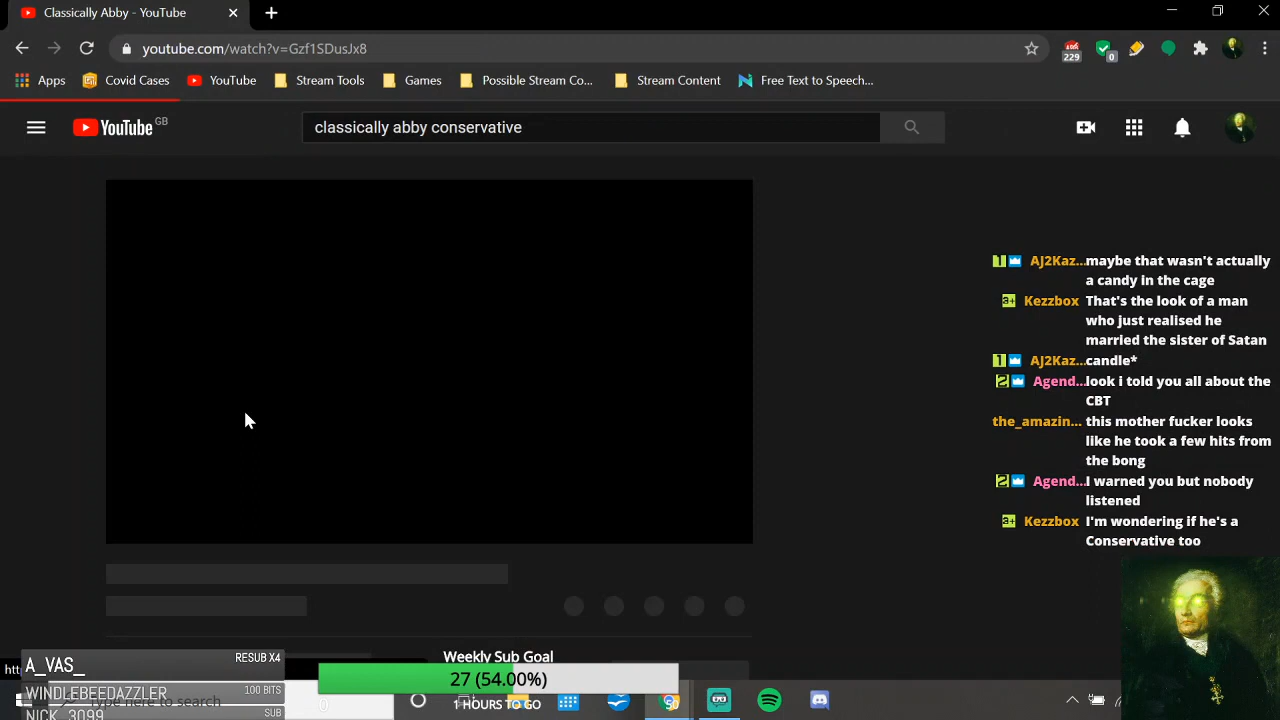 Classically Abby - YouTube
youtube.com/watch?v=Gzf1SDusJx8
229
0
Apps
Covid Cases
YouTube
Stream Tools
Games
Possible Stream Co...
Stream Content
Free Text to Speech...
YouTube GB
classically abby conservative
AJ2Kaz... maybe that wasn't actually
a candy in the cage
Kezzbox That's the look of a man
who just realised he
married the sister of Satan
AJ2Kaz... candle*
Agend... look i told you all about the
CBT
the_amazin... this mother fucker looks
like he took a few hits from
the bong
Agend... I warned you but nobody
listened
Kezzbox I'm wondering if he's a
Conservative too
Weekly Sub Goal
27 (54.00%)
HOURS TO GO
A_VAS_ RESUB X4
WINDLEBEEDAZZLER 100 BITS
NICK_3099 SUB
here to search